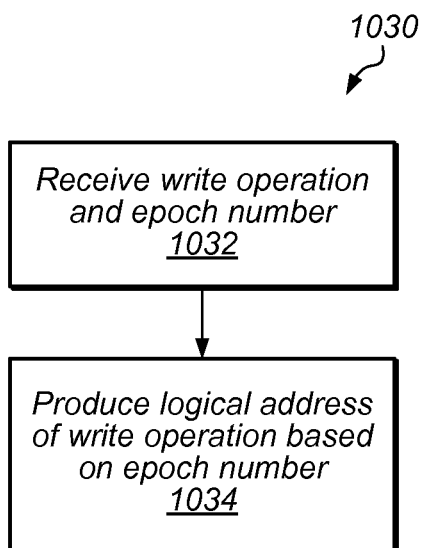 1030
Receive write operation
and epoch number
1032
Produce logical address
of write operation based
on epoch number
1034